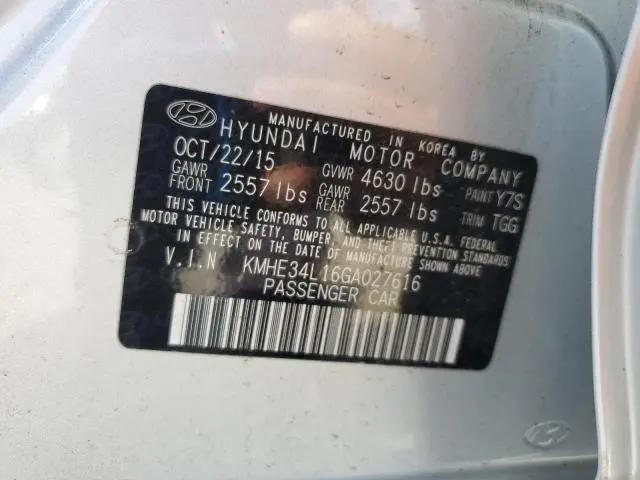 MANUFACTURED IN KOREA BY
HYUNDAI MOTOR COMPANY
OCT/22/15 GVWR 4630 lbs PAINT Y7S
GAWR FRONT 2557 lbs GAWR REAR 2557 lbs TRIM TGG
THIS VEHICLE CONFORMS TO ALL APPLICABLE U.S.A. FEDERAL
MOTOR VEHICLE SAFETY, BUMPER, AND THEFT PREVENTION STANDARDS
IN EFFECT ON THE DATE OF MANUFACTURE SHOWN ABOVE.
V.I.N KMHE34L16GA027616
PASSENGER CAR